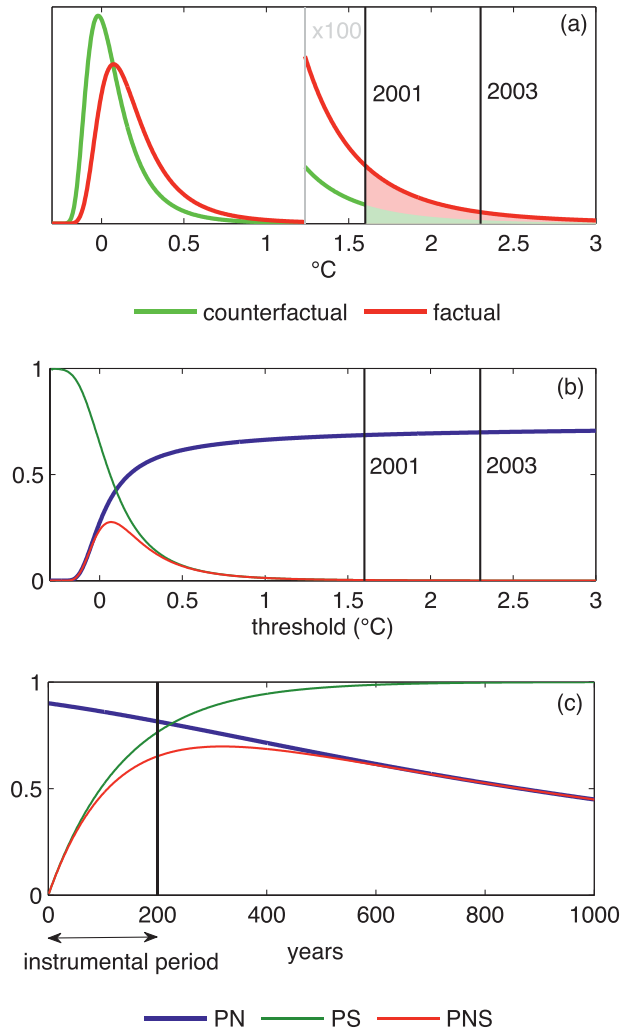 x100 (a)
2001 2003
0 0.5 1 1.5 2 2.5 3
°C
counterfactual factual
1 (b)
0.5 2001 2003
0
0 0.5 1 1.5 2 2.5 3
threshold (°C)
1 (c)
0.5
0
0 200 400 600 800 1000
years
instrumental period
PN PS PNS